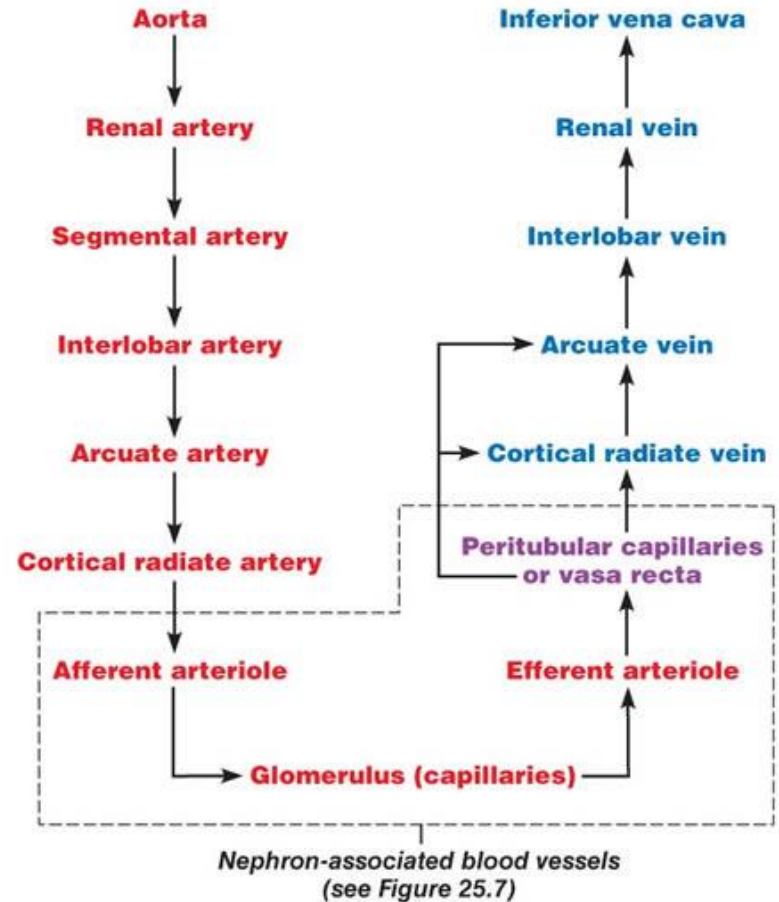 Aorta
Renal artery
Segmental artery
Interlobar artery
Arcuate artery
Cortical radiate artery
Afferent arteriole
Glomerulus (capillaries)
Efferent arteriole
Peritubular capillaries
or vasa recta
Cortical radiate vein
Arcuate vein
Interlobar vein
Renal vein
Inferior vena cava
Nephron-associated blood vessels
(see Figure 25.7)